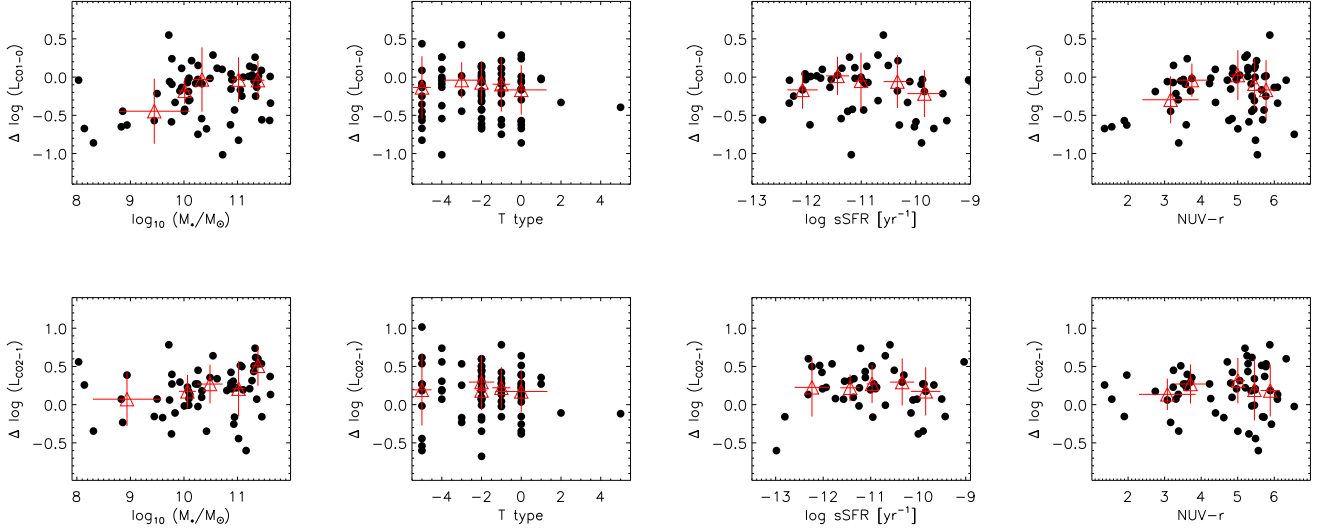 0.5 0.5 0.5 0.5
Δ log (L_CO1−0) Δ log (L_CO1−0) Δ log (L_CO1−0) Δ log (L_CO1−0)
0.0 0.0 0.0 0.0
−0.5 −0.5 −0.5 −0.5
−1.0 −1.0 −1.0 −1.0
8 9 10 11 −4 −2 0 2 4 −13 −12 −11 −10 −9 2 3 4 5 6
log₁₀ (M⁎/M☉) T type log sSFR [yr⁻¹] NUV−r
1.0 1.0 1.0 1.0
Δ log (L_CO2−1) Δ log (L_CO2−1) Δ log (L_CO2−1) Δ log (L_CO2−1)
0.5 0.5 0.5 0.5
0.0 0.0 0.0 0.0
−0.5 −0.5 −0.5 −0.5
8 9 10 11 −4 −2 0 2 4 −13 −12 −11 −10 −9 2 3 4 5 6
log₁₀ (M⁎/M☉) T type log sSFR [yr⁻¹] NUV−r